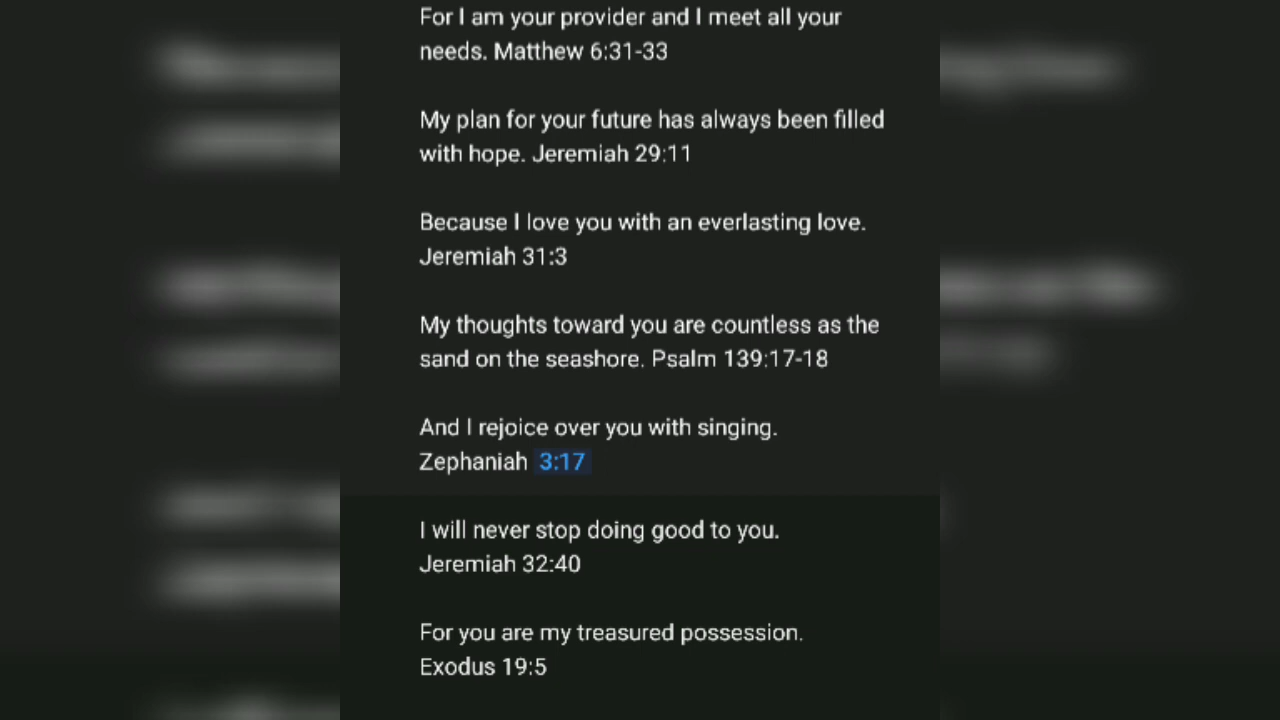 For I am your provider and I meet all your
needs. Matthew 6:31-33
My plan for your future has always been filled
with hope. Jeremiah 29:11
Because I love you with an everlasting love.
Jeremiah 31:3
My thoughts toward you are countless as the
sand on the seashore. Psalm 139:17-18
And I rejoice over you with singing.
Zephaniah 3:17
I will never stop doing good to you.
Jeremiah 32:40
For you are my treasured possession.
Exodus 19:5